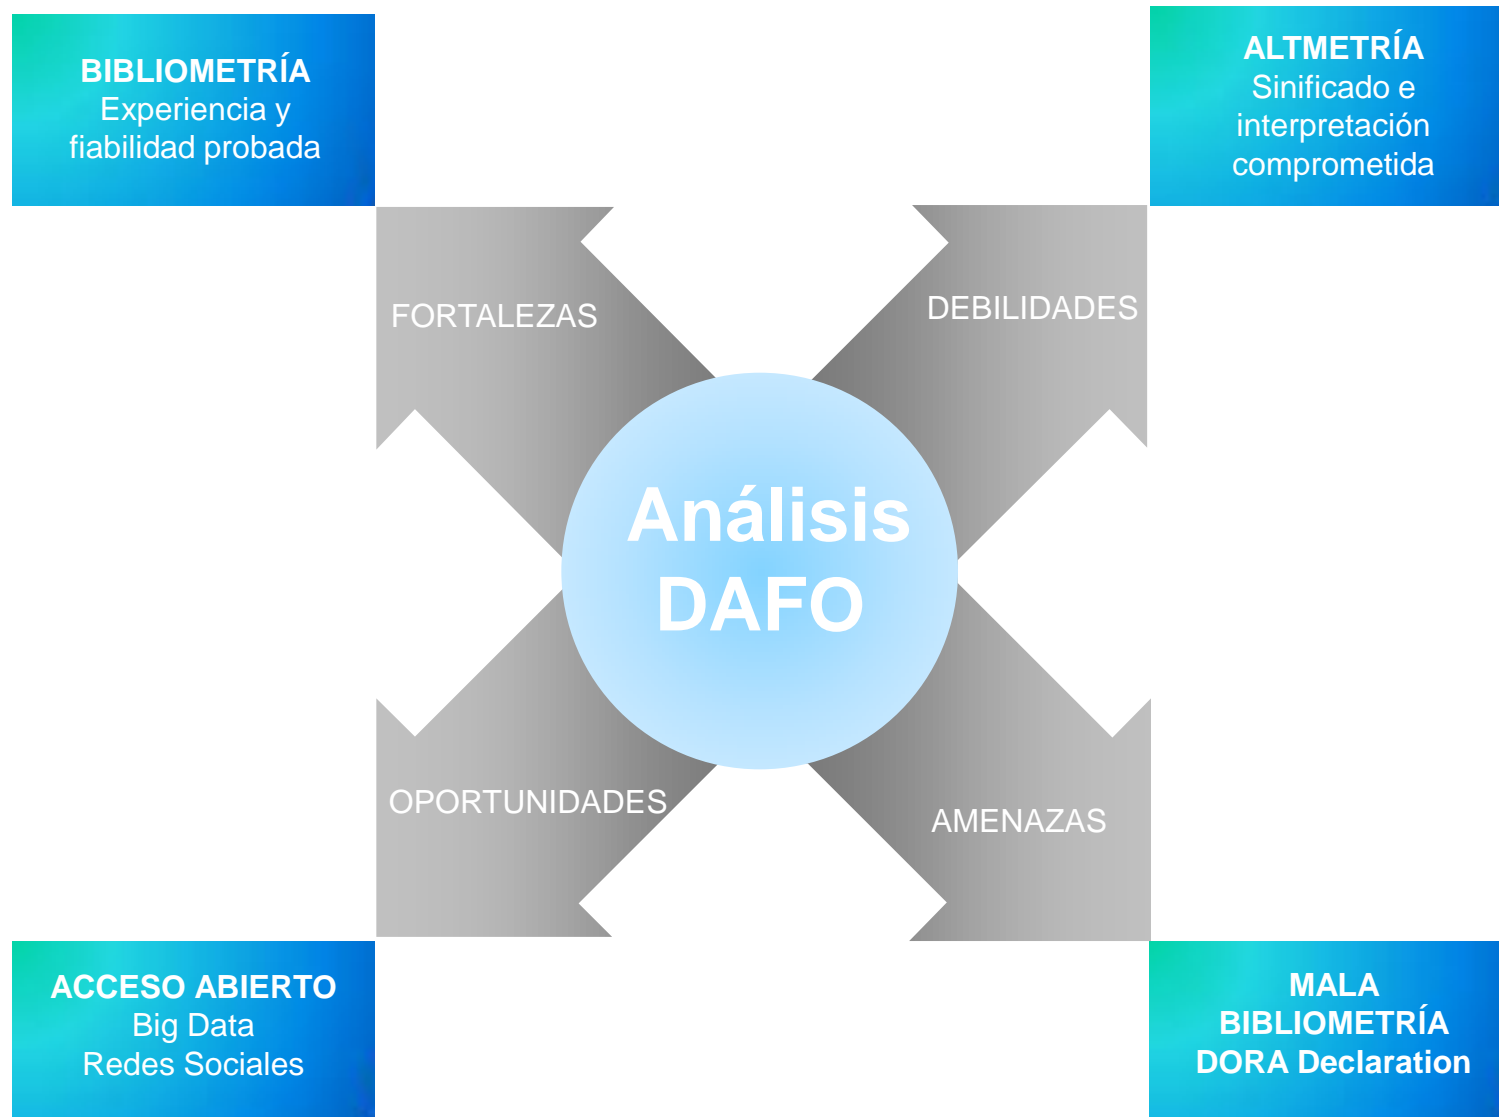 BIBLIOMETRÍA
Experiencia y
fiabilidad probada
ALTMETRÍA
Sinificado e
interpretación
comprometida
FORTALEZAS
DEBILIDADES
Análisis
DAFO
OPORTUNIDADES
AMENAZAS
ACCESO ABIERTO
Big Data
Redes Sociales
MALA
BIBLIOMETRÍA
DORA Declaration